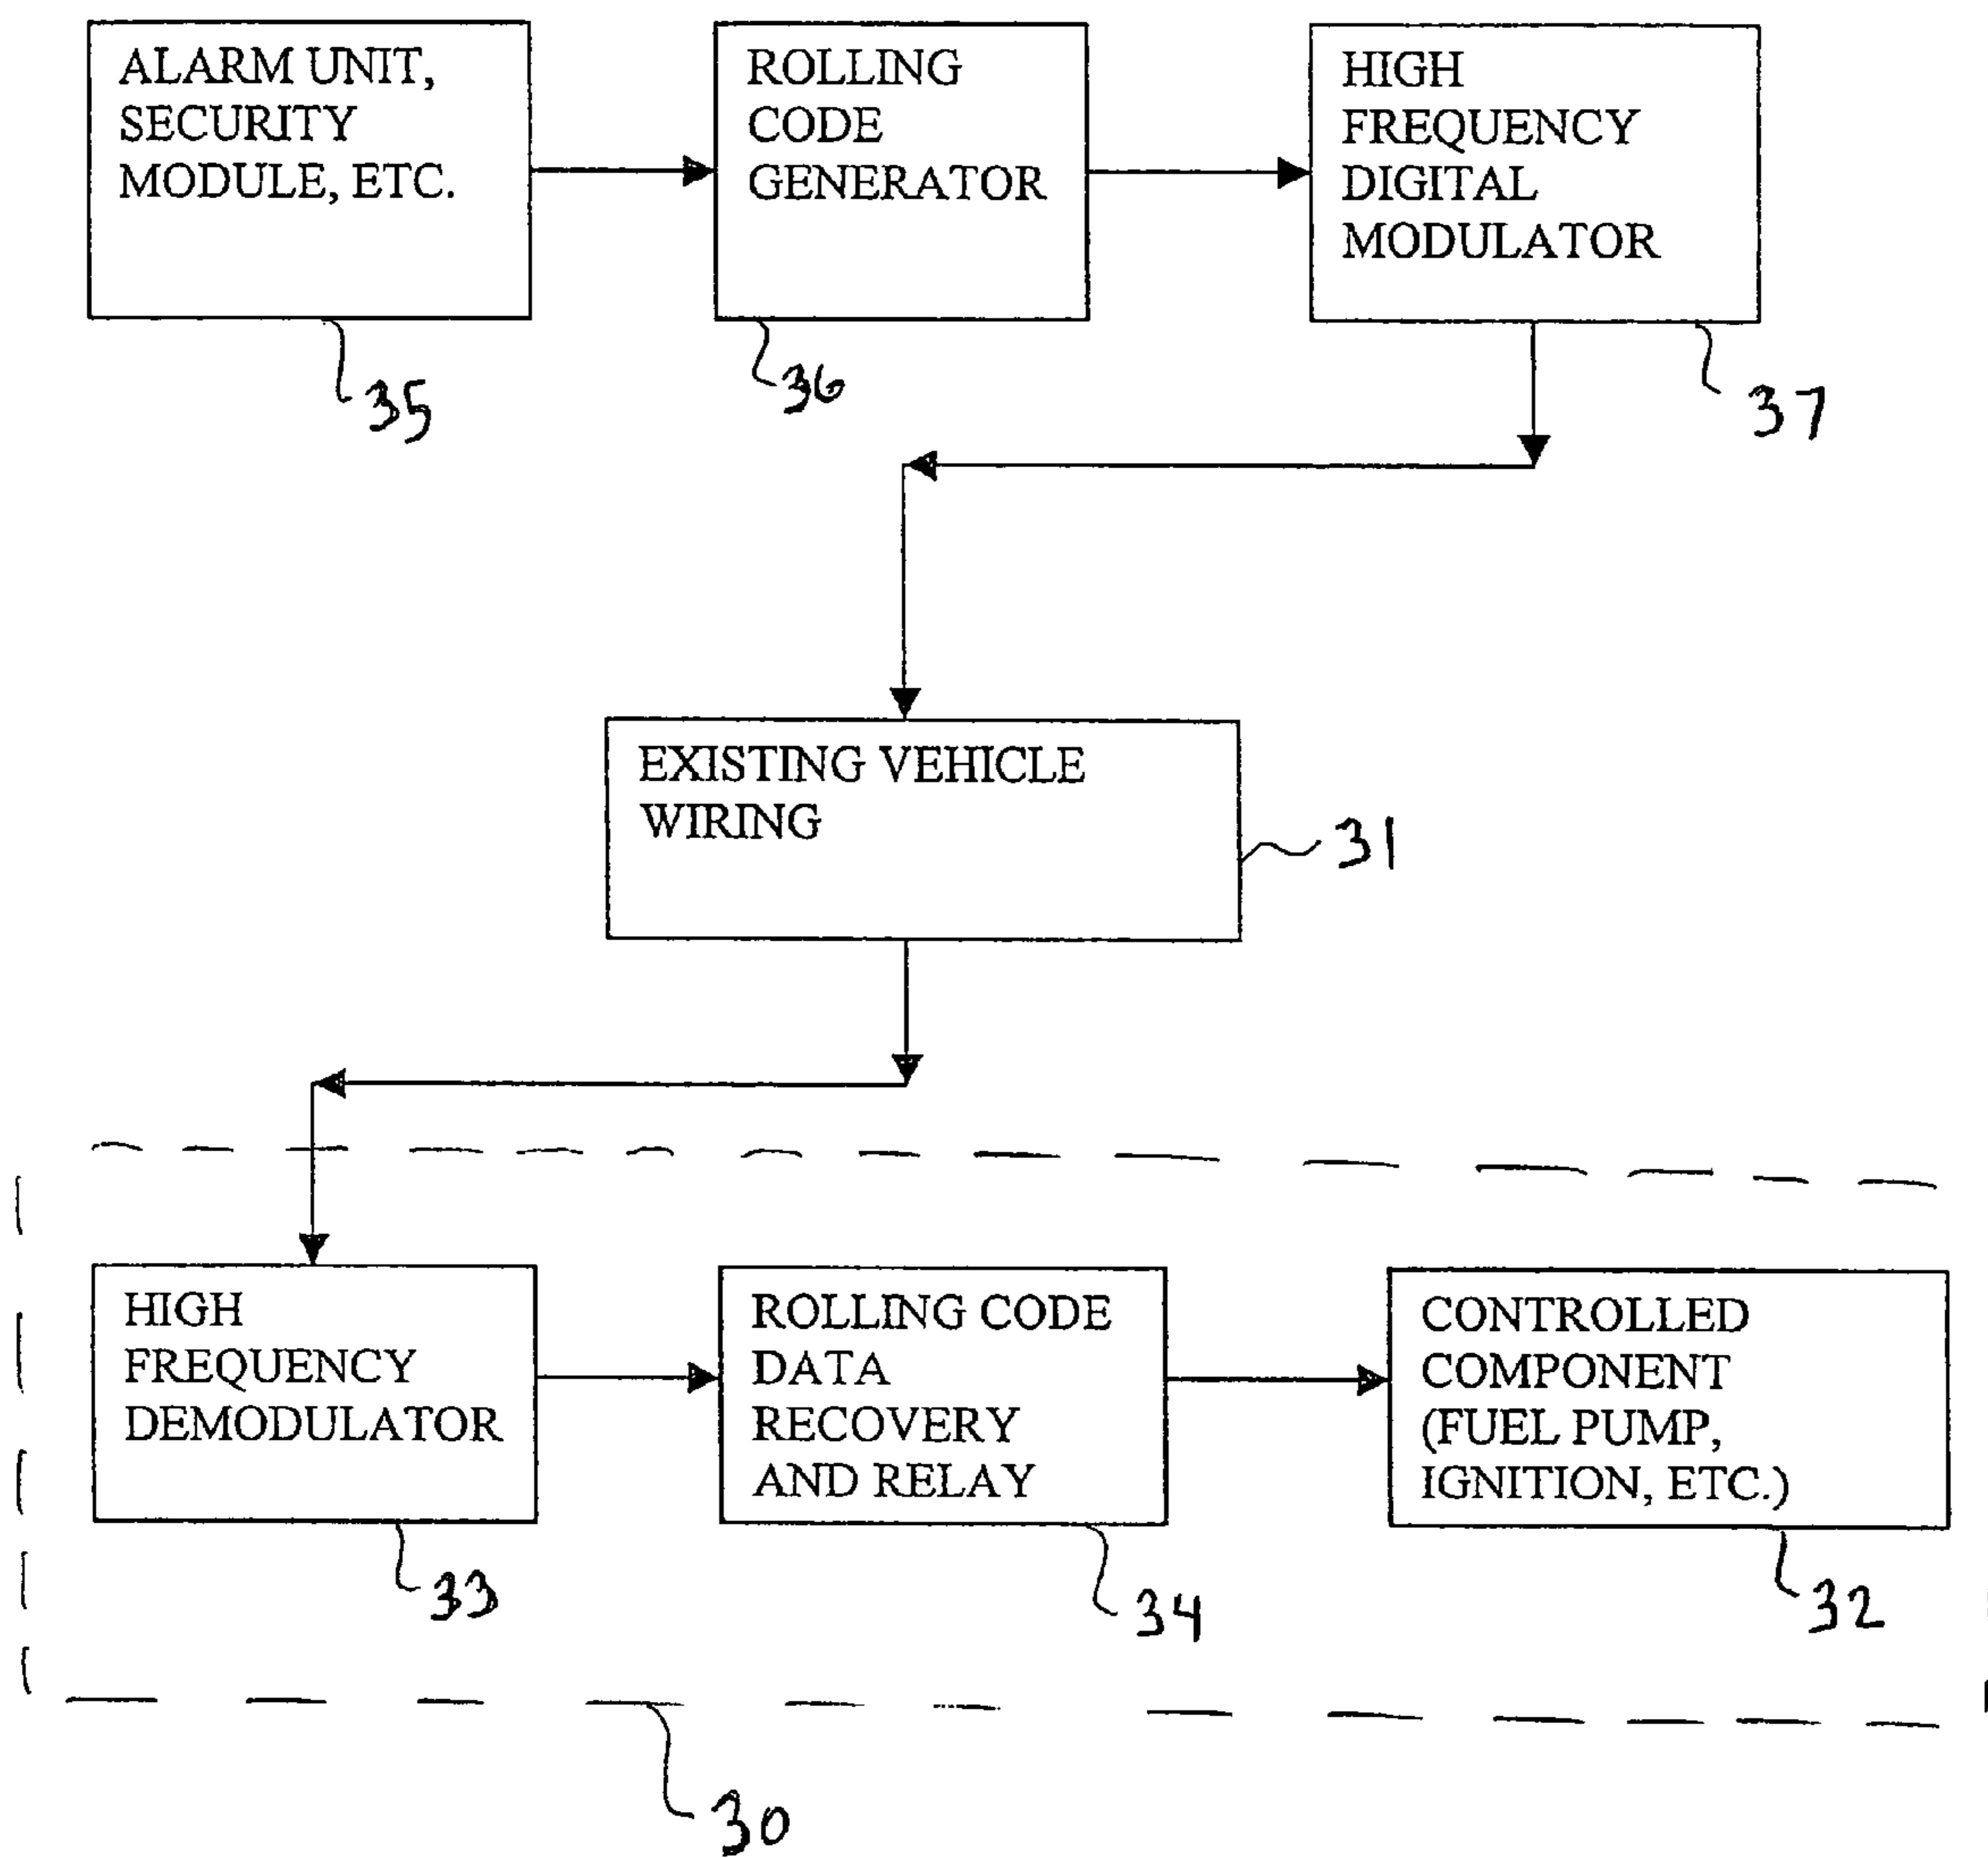 ALARM UNIT,
SECURITY
MODULE, ETC.
35
ROLLING
CODE
GENERATOR
36
HIGH
FREQUENCY
DIGITAL
MODULATOR
37
EXISTING VEHICLE
WIRING
31
HIGH
FREQUENCY
DEMODULATOR
33
ROLLING CODE
DATA
RECOVERY
AND RELAY
34
CONTROLLED
COMPONENT
(FUEL PUMP,
IGNITION, ETC.)
32
30